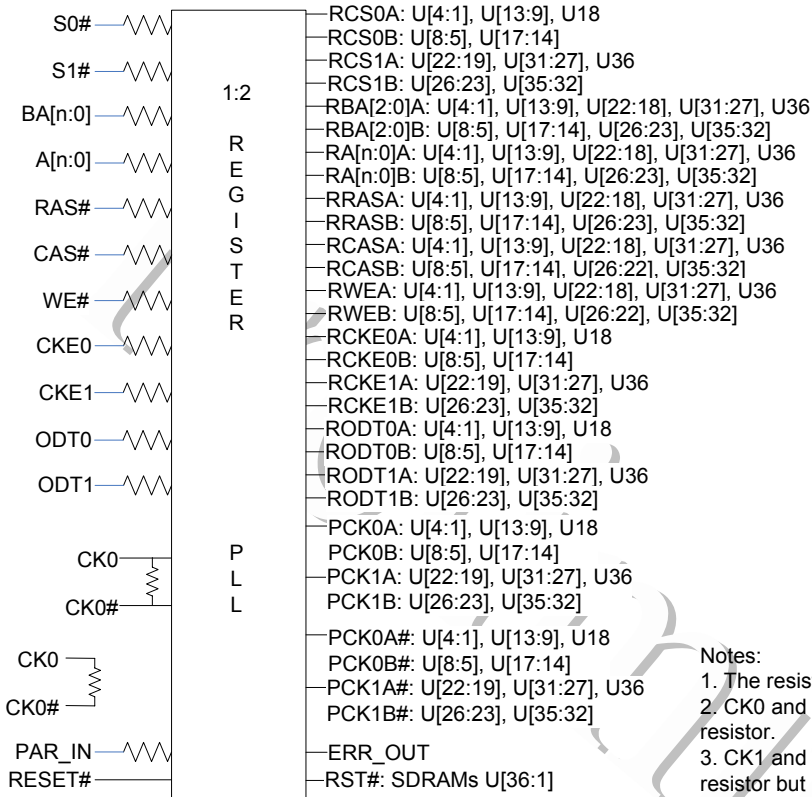 S0#
S1#
BA[n:0]
A[n:0]
RAS#
CAS#
WE#
CKE0
CKE1
ODT0
ODT1
CK0
CK0#
CK0
CK0#
PAR_IN
RESET#
1:2
R
E
G
I
S
T
E
R
P
L
L
RCS0A: U[4:1], U[13:9], U18
RCS0B: U[8:5], U[17:14]
RCS1A: U[22:19], U[31:27], U36
RCS1B: U[26:23], U[35:32]
RBA[2:0]A: U[4:1], U[13:9], U[22:18], U[31:27], U36
RBA[2:0]B: U[8:5], U[17:14], U[26:23], U[35:32]
RA[n:0]A: U[4:1], U[13:9], U[22:18], U[31:27], U36
RA[n:0]B: U[8:5], U[17:14], U[26:23], U[35:32]
RRASA: U[4:1], U[13:9], U[22:18], U[31:27], U36
RRASB: U[8:5], U[17:14], U[26:23], U[35:32]
RCASA: U[4:1], U[13:9], U[22:18], U[31:27], U36
RCASB: U[8:5], U[17:14], U[26:22], U[35:32]
RWEA: U[4:1], U[13:9], U[22:18], U[31:27], U36
RWEB: U[8:5], U[17:14], U[26:22], U[35:32]
RCKE0A: U[4:1], U[13:9], U18
RCKE0B: U[8:5], U[17:14]
RCKE1A: U[22:19], U[31:27], U36
RCKE1B: U[26:23], U[35:32]
RODT0A: U[4:1], U[13:9], U18
RODT0B: U[8:5], U[17:14]
RODT1A: U[22:19], U[31:27], U36
RODT1B: U[26:23], U[35:32]
PCK0A: U[4:1], U[13:9], U18
PCK0B: U[8:5], U[17:14]
PCK1A: U[22:19], U[31:27], U36
PCK1B: U[26:23], U[35:32]
PCK0A#: U[4:1], U[13:9], U18
PCK0B#: U[8:5], U[17:14]
PCK1A#: U[22:19], U[31:27], U36
PCK1B#: U[26:23], U[35:32]
ERR_OUT
RST#: SDRAMs U[36:1]
Notes:
1. The resis
2. CK0 and
resistor.
3. CK1 and
resistor but